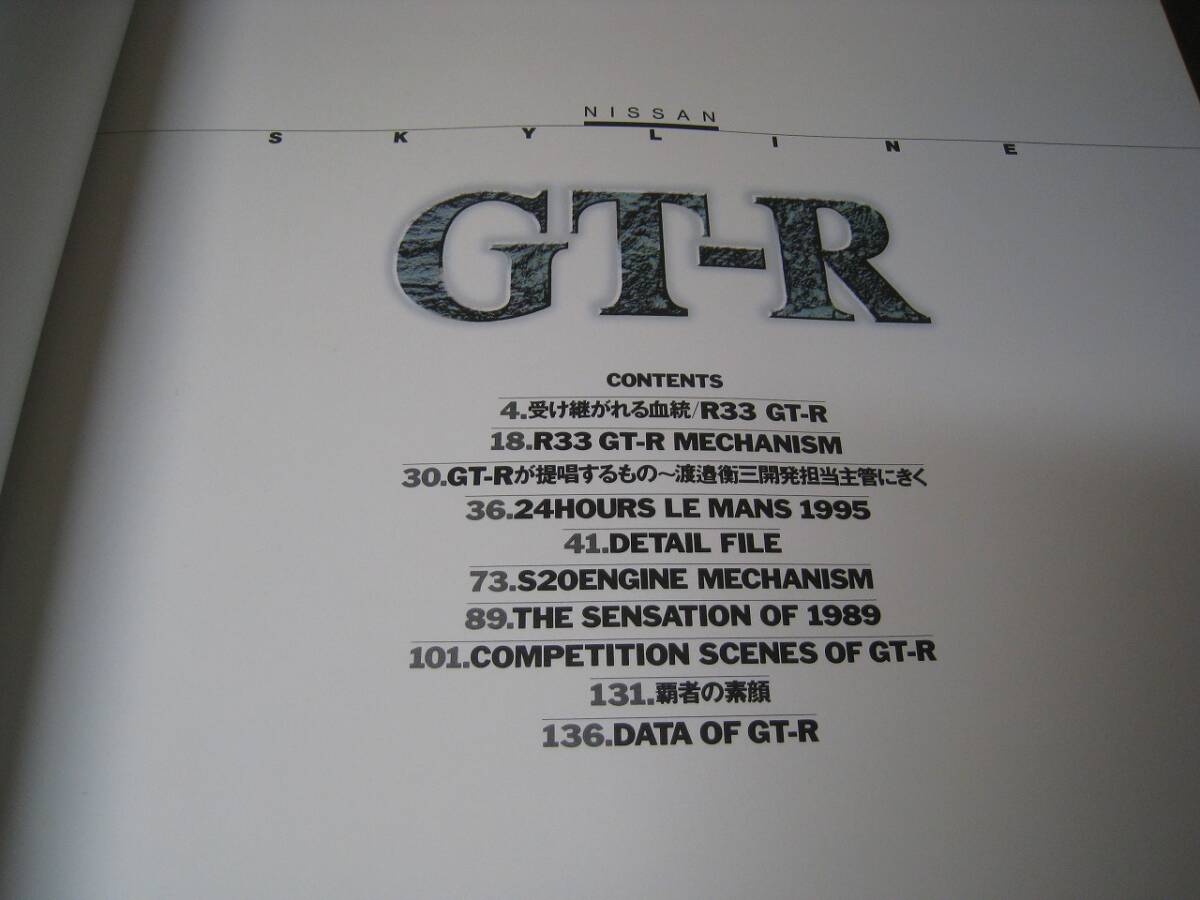 NISSAN
SKYLINE
GT-R
CONTENTS
4.受け継がれる血統/R33 GT-R
18.R33 GT-R MECHANISM
30.GT-Rが提唱するもの〜渡邉衡三開発担当主管にきく
36.24HOURS LE MANS 1995
41.DETAIL FILE
73.S20ENGINE MECHANISM
89.THE SENSATION OF 1989
101.COMPETITION SCENES OF GT-R
131.覇者の素顔
136.DATA OF GT-R